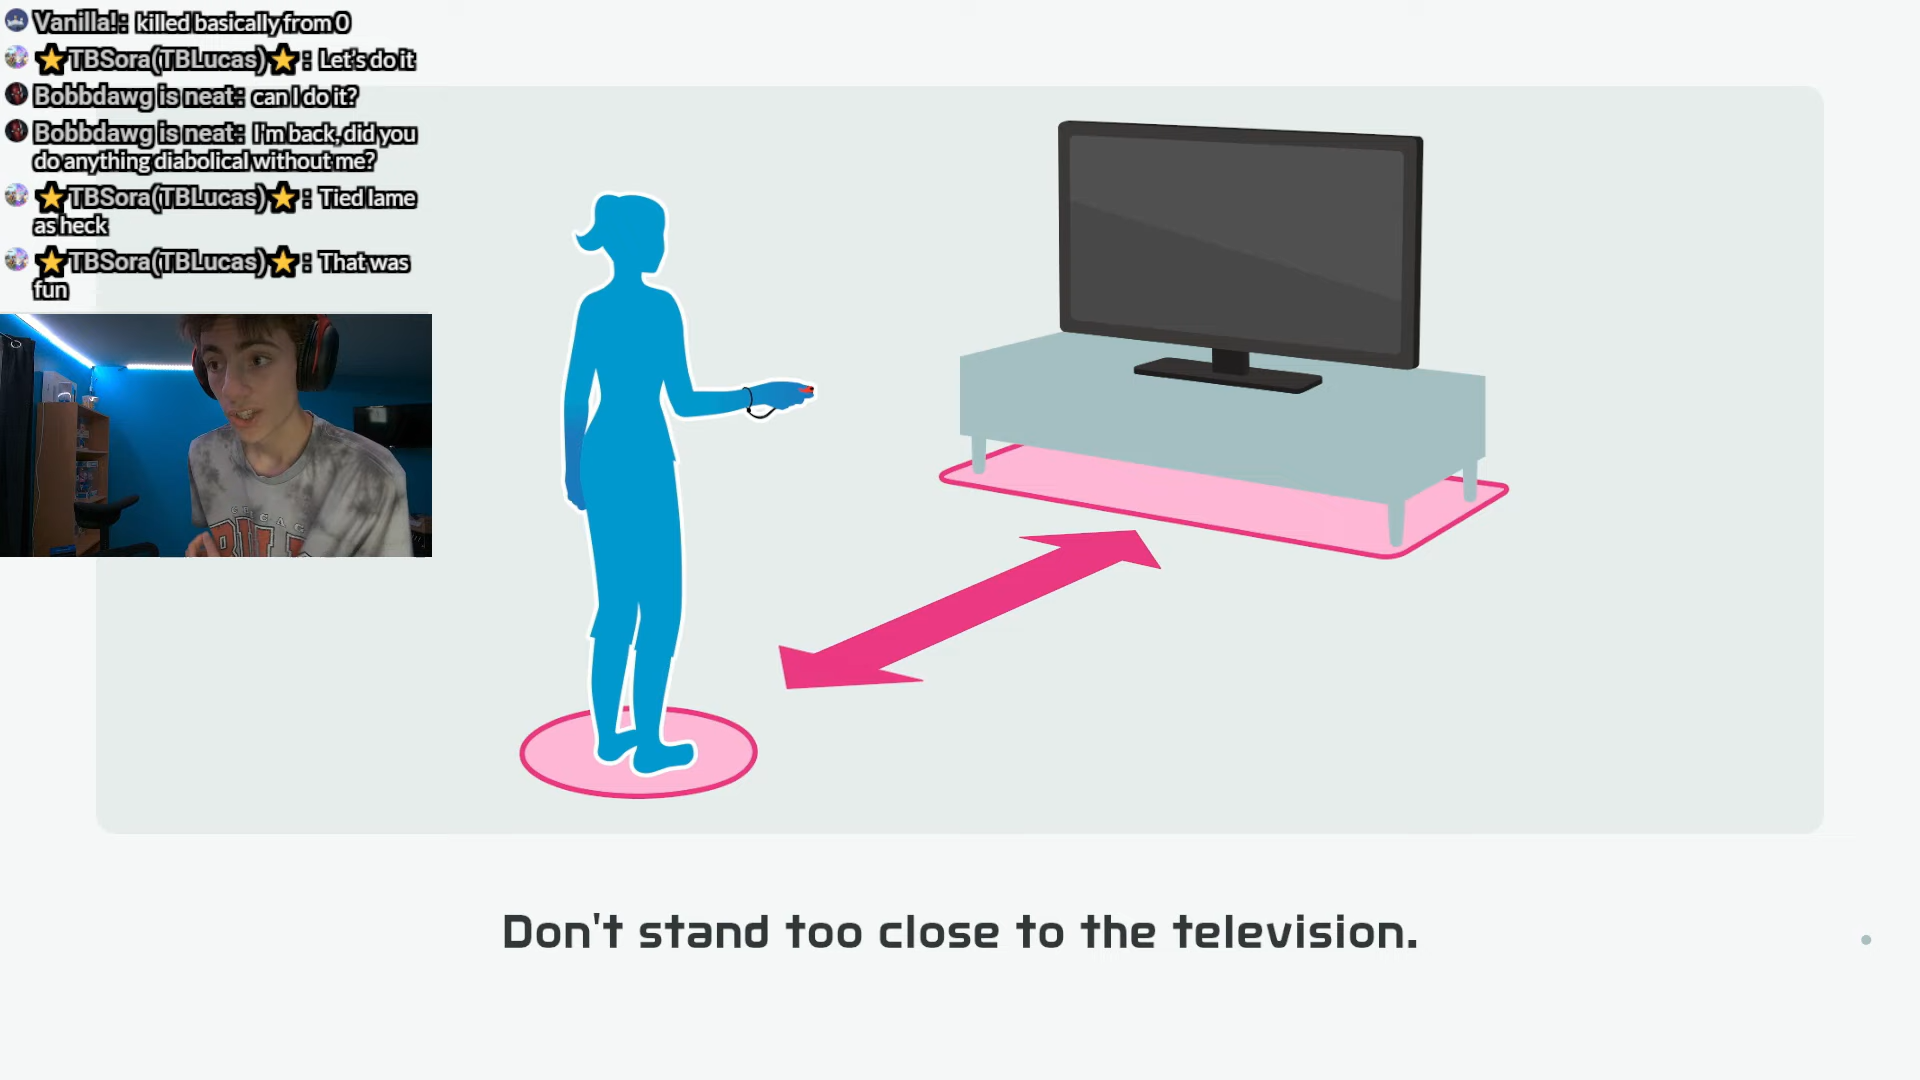 Vanilla!: killed basically from 0
⭐TBSora(TBLucas)⭐: Let's do it
Bobbdawg is neat: can I do it?
Bobbdawg is neat: I'm back, did you
do anything diabolical without me?
⭐TBSora(TBLucas)⭐: Tied lame
as heck
⭐TBSora(TBLucas)⭐: That was
fun
CHICAGO
BULL
Don't stand too close to the television.